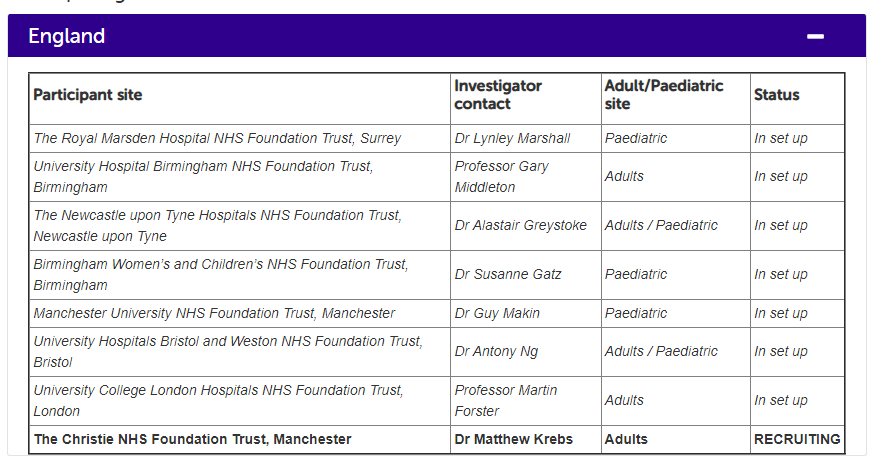 England
Participant site
Investigator
contact
Adult/Paediatric
site
Status
The Royal Marsden Hospital NHS Foundation Trust, Surrey
Dr Lynley Marshall
Paediatric
In set up
University Hospital Birmingham NHS Foundation Trust,
Birmingham
Professor Gary
Middleton
Adults
In set up
The Newcastle upon Tyne Hospitals NHS Foundation Trust,
Newcastle upon Tyne
Dr Alastair Greystoke
Adults / Paediatric
In set up
Birmingham Women’s and Children’s NHS Foundation Trust,
Birmingham
Dr Susanne Gatz
Paediatric
In set up
Manchester University NHS Foundation Trust, Manchester
Dr Guy Makin
Paediatric
In set up
University Hospitals Bristol and Weston NHS Foundation Trust,
Bristol
Dr Antony Ng
Adults / Paediatric
In set up
University College London Hospitals NHS Foundation Trust,
London
Professor Martin
Forster
Adults
In set up
The Christie NHS Foundation Trust, Manchester
Dr Matthew Krebs
Adults
RECRUITING